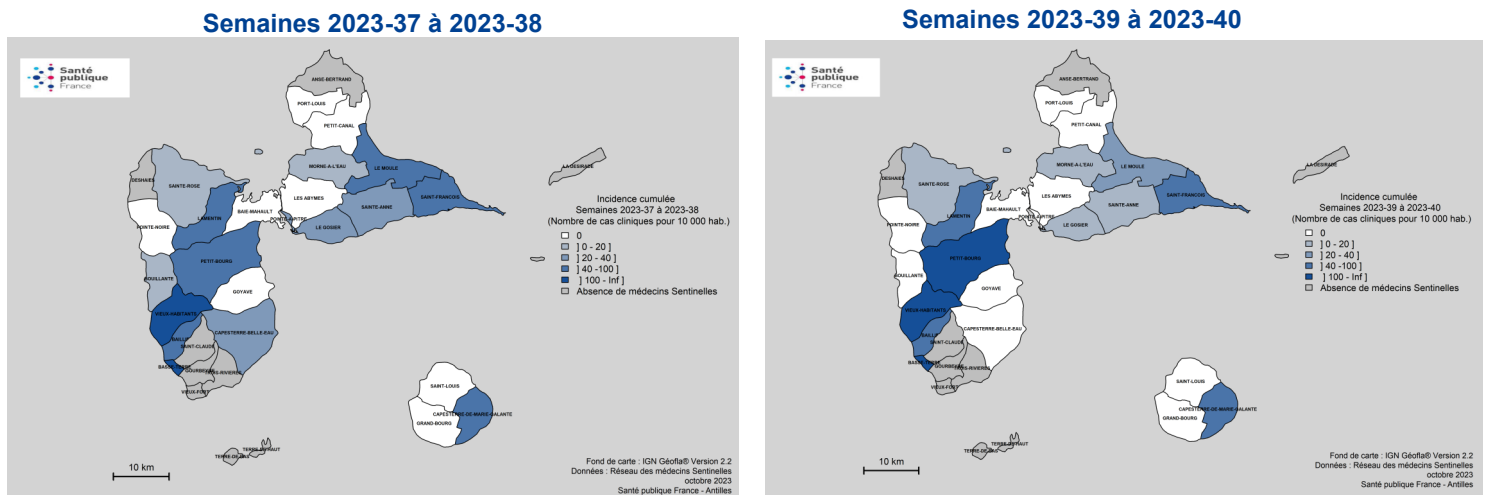 Semaines 2023-37 à 2023-38
Santé
publique
France
ANSE-BERTRAND
PORT-LOUIS
PETIT-CANAL
MORNE-A-L'EAU
LE MOULE
LA DESIRADE
DESHAIES
SAINTE-ROSE
LES ABYMES
SAINTE-ANNE
SAINT-FRANCOIS
LAMENTIN
BAIE-MAHAULT
POINTE-A-PITRE
POINTE-NOIRE
LE GOSIER
PETIT-BOURG
BOUILLANTE
GOYAVE
VIEUX-HABITANTS
CAPESTERRE-BELLE-EAU
BAILLIF
SAINT-CLAUDE
BASSE-TERRE
GOURBEYRE
TROIS-RIVIERES
VIEUX-FORT
SAINT-LOUIS
CAPESTERRE-DE-MARIE-GALANTE
GRAND-BOURG
TERRE-DE-HAUT
TERRE-DE-BAS
Incidence cumulée
Semaines 2023-37 à 2023-38
(Nombre de cas cliniques pour 10 000 hab.)
0
] 0 - 20 ]
] 20 - 40 ]
] 40 -100 ]
] 100 - Inf ]
Absence de médecins Sentinelles
10 km
Fond de carte : IGN Géofla® Version 2.2
Données : Réseau des médecins Sentinelles
octobre 2023
Santé publique France - Antilles
Semaines 2023-39 à 2023-40
Santé
publique
France
ANSE-BERTRAND
PORT-LOUIS
PETIT-CANAL
MORNE-A-L'EAU
LE MOULE
LA DESIRADE
DESHAIES
SAINTE-ROSE
LES ABYMES
SAINTE-ANNE
SAINT-FRANCOIS
LAMENTIN
BAIE-MAHAULT
POINTE-A-PITRE
POINTE-NOIRE
LE GOSIER
PETIT-BOURG
BOUILLANTE
GOYAVE
VIEUX-HABITANTS
CAPESTERRE-BELLE-EAU
BAILLIF
SAINT-CLAUDE
BASSE-TERRE
GOURBEYRE
TROIS-RIVIERES
VIEUX-FORT
SAINT-LOUIS
CAPESTERRE-DE-MARIE-GALANTE
GRAND-BOURG
TERRE-DE-HAUT
TERRE-DE-BAS
Incidence cumulée
Semaines 2023-39 à 2023-40
(Nombre de cas cliniques pour 10 000 hab.)
0
] 0 - 20 ]
] 20 - 40 ]
] 40 -100 ]
] 100 - Inf ]
Absence de médecins Sentinelles
10 km
Fond de carte : IGN Géofla® Version 2.2
Données : Réseau des médecins Sentinelles
octobre 2023
Santé publique France - Antilles